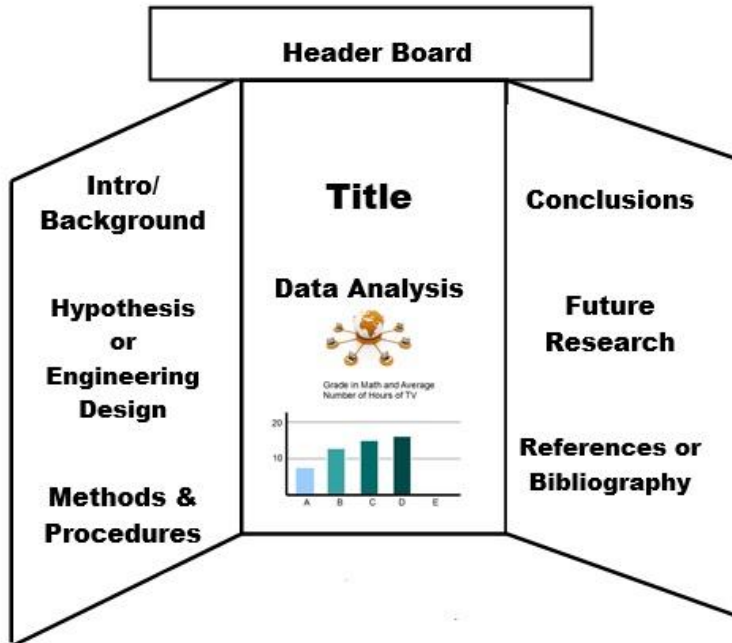 Header Board
Intro/
Background
Hypothesis
or
Engineering
Design
Methods &
Procedures
Title
Data Analysis
Grade in Math and Average
Number of Hours of TV
20
10
A B C D E
Conclusions
Future
Research
References or
Bibliography